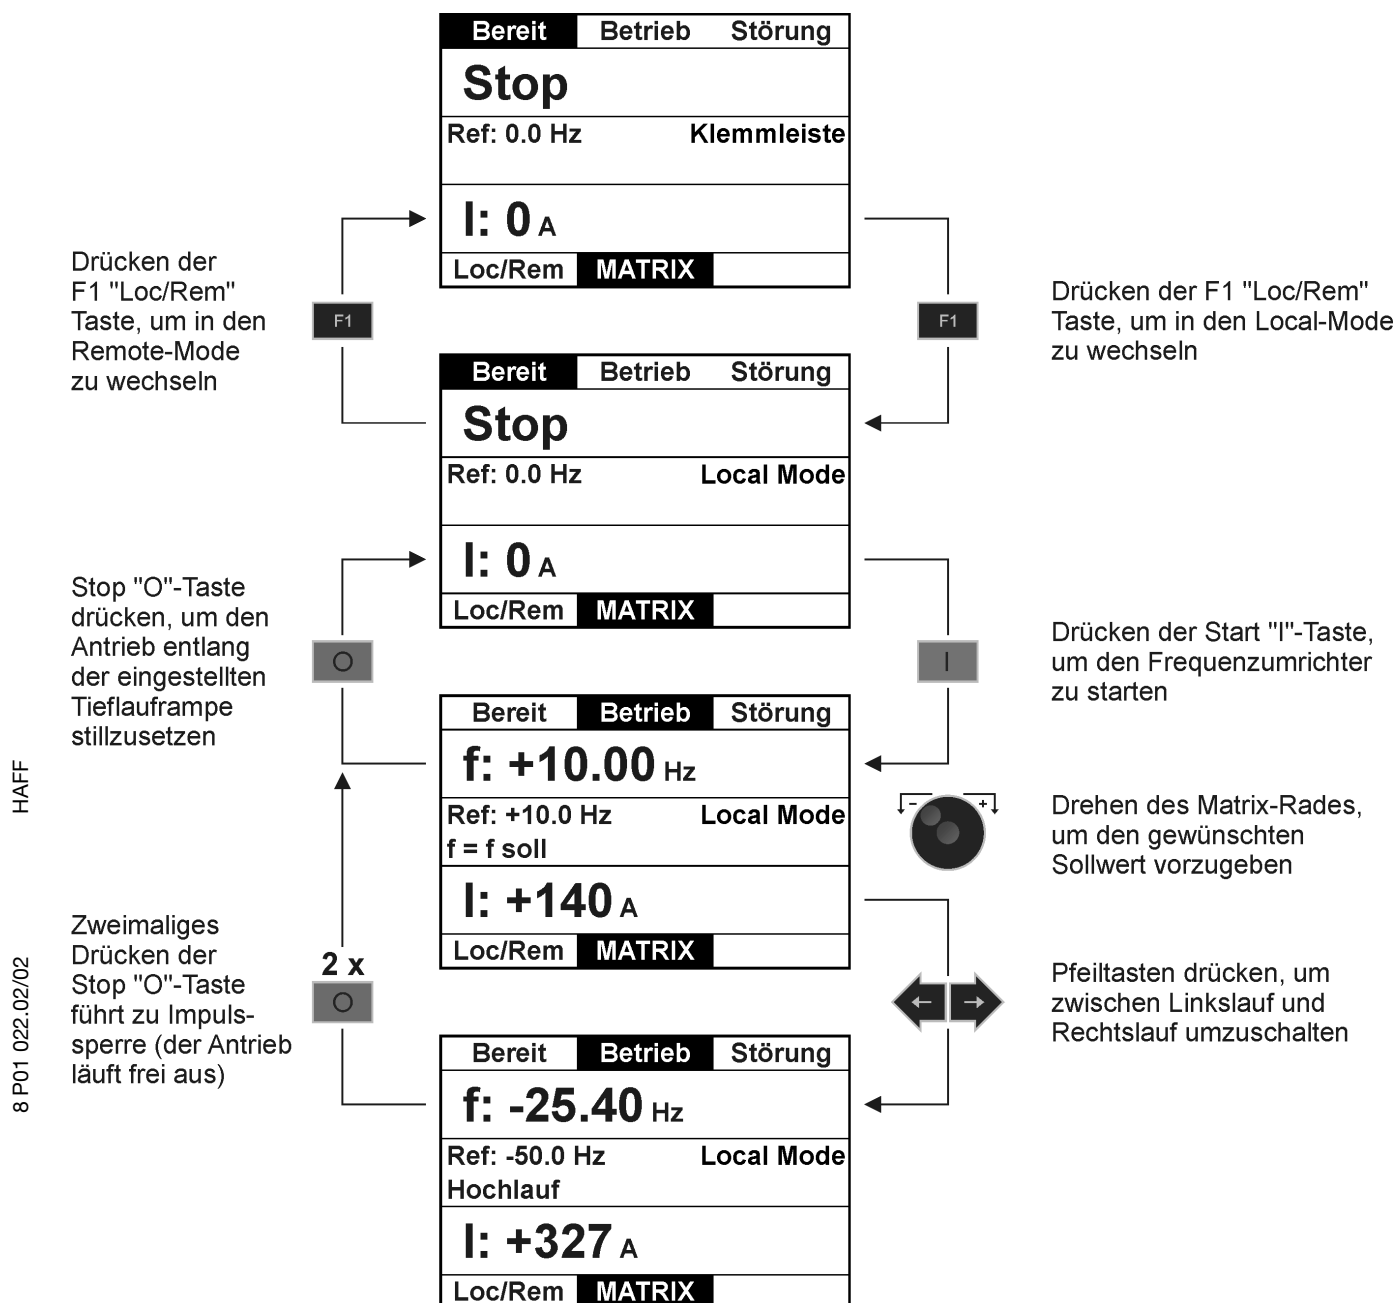 Bereit Betrieb Störung
Stop
Ref: 0.0 Hz Klemmleiste
I: 0 A
Loc/Rem MATRIX
Drücken der
F1 "Loc/Rem"
Taste, um in den
Remote-Mode
zu wechseln
F1
F1
Drücken der F1 "Loc/Rem"
Taste, um in den Local-Mode
zu wechseln
Bereit Betrieb Störung
Stop
Ref: 0.0 Hz Local Mode
I: 0 A
Loc/Rem MATRIX
Stop "O"-Taste
drücken, um den
Antrieb entlang
der eingestellten
Tieflauframpe
stillzusetzen
O
I
Drücken der Start "I"-Taste,
um den Frequenzumrichter
zu starten
Bereit Betrieb Störung
f: +10.00 Hz
Ref: +10.0 Hz Local Mode
f = f soll
I: +140 A
Loc/Rem MATRIX
- +
Drehen des Matrix-Rades,
um den gewünschten
Sollwert vorzugeben
Zweimaliges
Drücken der
Stop "O"-Taste
führt zu Impuls-
sperre (der Antrieb
läuft frei aus)
2 x
O
Pfeiltasten drücken, um
zwischen Linkslauf und
Rechtslauf umzuschalten
Bereit Betrieb Störung
f: -25.40 Hz
Ref: -50.0 Hz Local Mode
Hochlauf
I: +327 A
Loc/Rem MATRIX
HAFF
8 P01 022.02/02